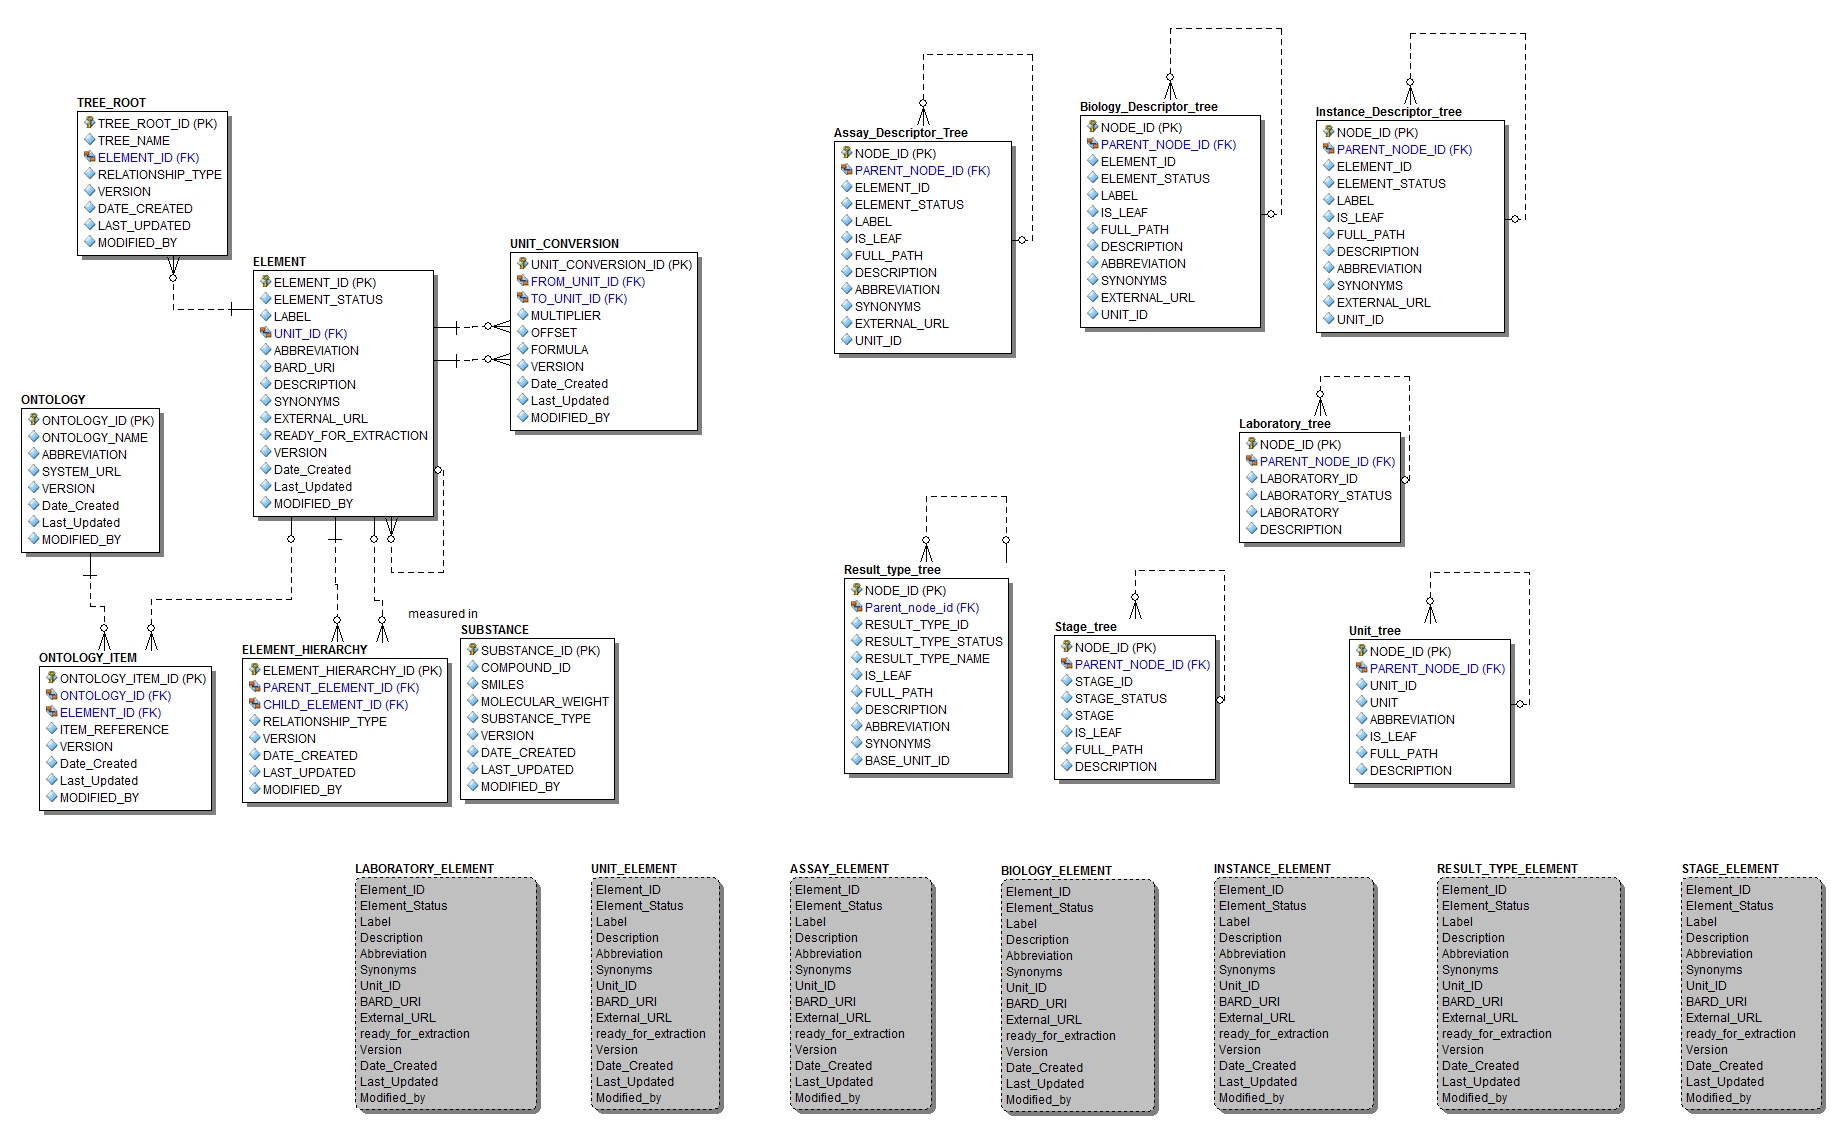 TREE_ROOT
TREE_ROOT_ID (PK)
TREE_NAME
ELEMENT_ID (FK)
RELATIONSHIP_TYPE
VERSION
DATE_CREATED
LAST_UPDATED
MODIFIED_BY
ELEMENT
ELEMENT_ID (PK)
ELEMENT_STATUS
LABEL
UNIT_ID (FK)
ABBREVIATION
BARD_URI
DESCRIPTION
SYNONYMS
EXTERNAL_URL
READY_FOR_EXTRACTION
VERSION
Date_Created
Last_Updated
MODIFIED_BY
UNIT_CONVERSION
UNIT_CONVERSION_ID (PK)
FROM_UNIT_ID (FK)
TO_UNIT_ID (FK)
MULTIPLIER
OFFSET
FORMULA
VERSION
Date_Created
Last_Updated
MODIFIED_BY
ONTOLOGY
ONTOLOGY_ID (PK)
ONTOLOGY_NAME
ABBREVIATION
SYSTEM_URL
VERSION
Date_Created
Last_Updated
MODIFIED_BY
ONTOLOGY_ITEM
ONTOLOGY_ITEM_ID (PK)
ONTOLOGY_ID (FK)
ELEMENT_ID (FK)
ITEM_REFERENCE
VERSION
Date_Created
Last_Updated
MODIFIED_BY
ELEMENT_HIERARCHY
ELEMENT_HIERARCHY_ID (PK)
PARENT_ELEMENT_ID (FK)
CHILD_ELEMENT_ID (FK)
RELATIONSHIP_TYPE
VERSION
DATE_CREATED
LAST_UPDATED
MODIFIED_BY
measured in
SUBSTANCE
SUBSTANCE_ID (PK)
COMPOUND_ID
SMILES
MOLECULAR_WEIGHT
SUBSTANCE_TYPE
VERSION
DATE_CREATED
LAST_UPDATED
MODIFIED_BY
Assay_Descriptor_Tree
NODE_ID (PK)
PARENT_NODE_ID (FK)
ELEMENT_ID
ELEMENT_STATUS
LABEL
IS_LEAF
FULL_PATH
DESCRIPTION
ABBREVIATION
SYNONYMS
EXTERNAL_URL
UNIT_ID
Biology_Descriptor_tree
NODE_ID (PK)
PARENT_NODE_ID (FK)
ELEMENT_ID
ELEMENT_STATUS
LABEL
IS_LEAF
FULL_PATH
DESCRIPTION
ABBREVIATION
SYNONYMS
EXTERNAL_URL
UNIT_ID
Instance_Descriptor_tree
NODE_ID (PK)
PARENT_NODE_ID (FK)
ELEMENT_ID
ELEMENT_STATUS
LABEL
IS_LEAF
FULL_PATH
DESCRIPTION
ABBREVIATION
SYNONYMS
EXTERNAL_URL
UNIT_ID
Laboratory_tree
NODE_ID (PK)
PARENT_NODE_ID (FK)
LABORATORY_ID
LABORATORY_STATUS
LABORATORY
DESCRIPTION
Result_type_tree
NODE_ID (PK)
Parent_node_id (FK)
RESULT_TYPE_ID
RESULT_TYPE_STATUS
RESULT_TYPE_NAME
IS_LEAF
FULL_PATH
DESCRIPTION
ABBREVIATION
SYNONYMS
BASE_UNIT_ID
Stage_tree
NODE_ID (PK)
PARENT_NODE_ID (FK)
STAGE_ID
STAGE_STATUS
STAGE
IS_LEAF
FULL_PATH
DESCRIPTION
Unit_tree
NODE_ID (PK)
PARENT_NODE_ID (FK)
UNIT_ID
UNIT
ABBREVIATION
IS_LEAF
FULL_PATH
DESCRIPTION
LABORATORY_ELEMENT
Element_ID
Element_Status
Label
Description
Abbreviation
Synonyms
Unit_ID
BARD_URI
External_URL
ready_for_extraction
Version
Date_Created
Last_Updated
Modified_by
UNIT_ELEMENT
Element_ID
Element_Status
Label
Description
Abbreviation
Synonyms
Unit_ID
BARD_URI
External_URL
ready_for_extraction
Version
Date_Created
Last_Updated
Modified_by
ASSAY_ELEMENT
Element_ID
Element_Status
Label
Description
Abbreviation
Synonyms
Unit_ID
BARD_URI
External_URL
ready_for_extraction
Version
Date_Created
Last_Updated
Modified_by
BIOLOGY_ELEMENT
Element_ID
Element_Status
Label
Description
Abbreviation
Synonyms
Unit_ID
BARD_URI
External_URL
ready_for_extraction
Version
Date_Created
Last_Updated
Modified_by
INSTANCE_ELEMENT
Element_ID
Element_Status
Label
Description
Abbreviation
Synonyms
Unit_ID
BARD_URI
External_URL
ready_for_extraction
Version
Date_Created
Last_Updated
Modified_by
RESULT_TYPE_ELEMENT
Element_ID
Element_Status
Label
Description
Abbreviation
Synonyms
Unit_ID
BARD_URI
External_URL
ready_for_extraction
Version
Date_Created
Last_Updated
Modified_by
STAGE_ELEMENT
Element_ID
Element_Status
Label
Description
Abbreviation
Synonyms
Unit_ID
BARD_URI
External_URL
ready_for_extraction
Version
Date_Created
Last_Updated
Modified_by